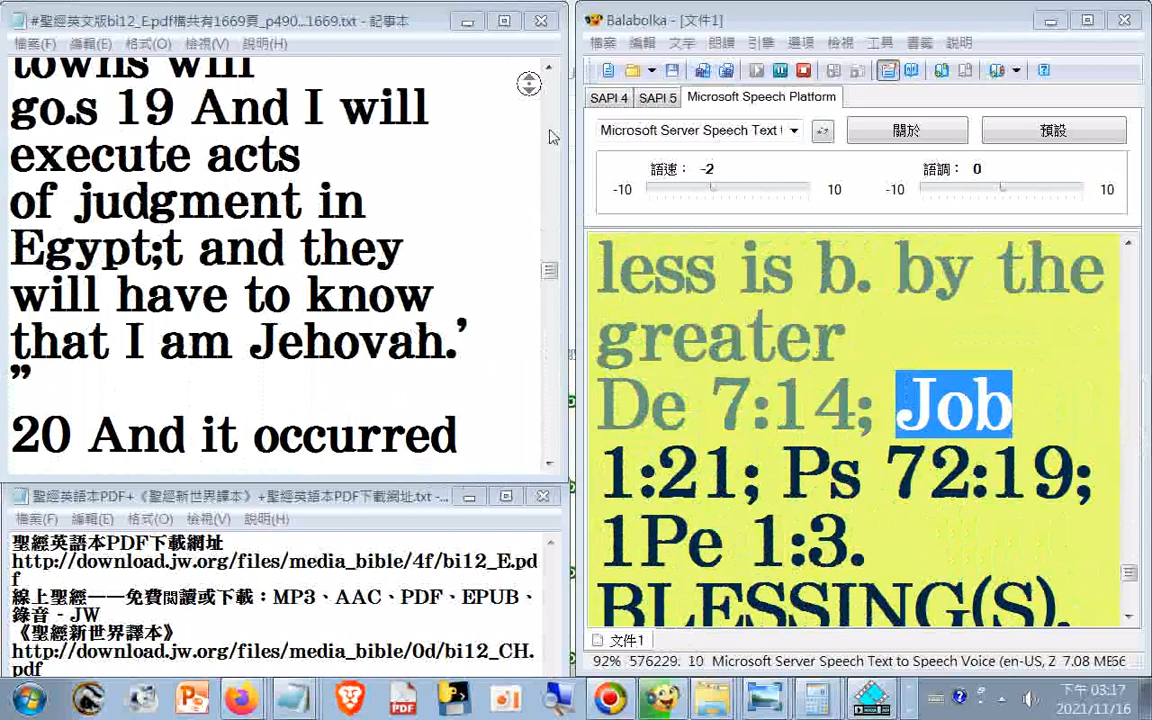 #聖經英文版bi12_E.pdf檔共有1669頁_p490...1669.txt - 記事本
檔案(F) 編輯(E) 格式(O) 檢視(V) 說明(H)
towns will
go.s 19 And I will
execute acts
of judgment in
Egypt;t and they
will have to know
that I am Jehovah.’
”
20 And it occurred
聖經英語本PDF+《聖經新世界譯本》+聖經英語本PDF下載網址.txt - ...
檔案(F) 編輯(E) 格式(O) 檢視(V) 說明(H)
聖經英語本PDF下載網址
http://download.jw.org/files/media_bible/4f/bi12_E.pd
f
線上聖經——免費閱讀或下載：MP3、AAC、PDF、EPUB、
錄音 - JW
《聖經新世界譯本》
http://download.jw.org/files/media_bible/0d/bi12_CH.
pdf
Balabolka - [文件1]
檔案 編輯 文字 朗讀 引擎 選項 檢視 工具 書籤 說明
SAPI 4 SAPI 5 Microsoft Speech Platform
Microsoft Server Speech Text 關於 預設
語速： -2 語調： 0
-10 10 -10 10
less is b. by the
greater
De 7:14; Job
1:21; Ps 72:19;
1Pe 1:3.
BLESSING(S),
文件1
92% 576229. 10 Microsoft Server Speech Text to Speech Voice (en-US, Z 7.08 ME56
下午 03:17
2021/11/16